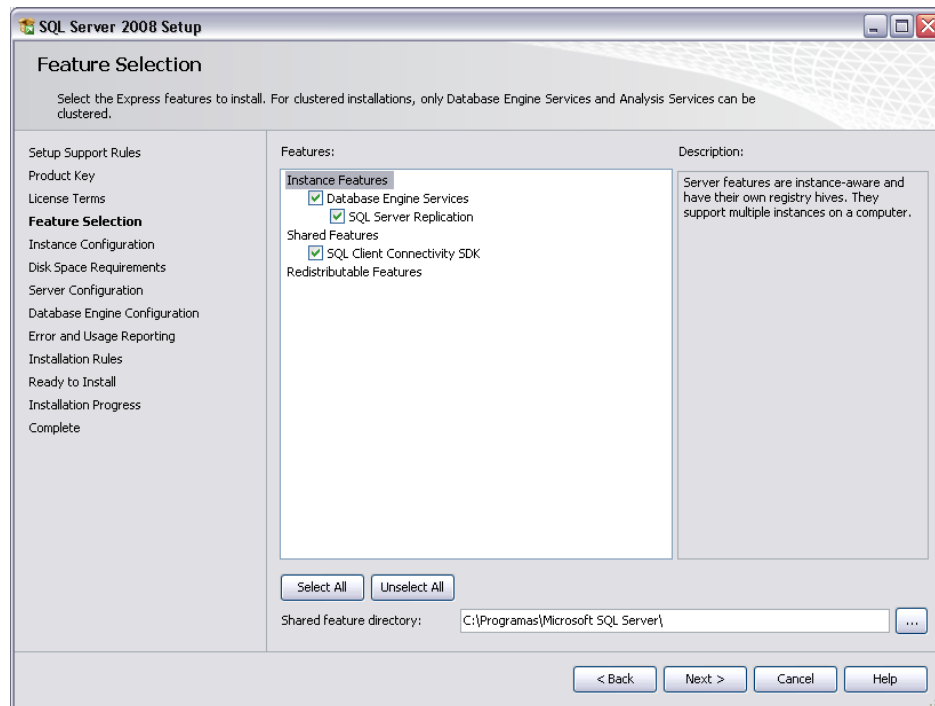 SQL Server 2008 Setup
Feature Selection
Select the Express features to install. For clustered installations, only Database Engine Services and Analysis Services can be
clustered.
Setup Support Rules
Product Key
License Terms
Feature Selection
Instance Configuration
Disk Space Requirements
Server Configuration
Database Engine Configuration
Error and Usage Reporting
Installation Rules
Ready to Install
Installation Progress
Complete
Features:
Instance Features
Database Engine Services
SQL Server Replication
Shared Features
SQL Client Connectivity SDK
Redistributable Features
Description:
Server features are instance-aware and
have their own registry hives. They
support multiple instances on a computer.
Select All
Unselect All
Shared feature directory:
C:\Programas\Microsoft SQL Server\
...
< Back
Next >
Cancel
Help